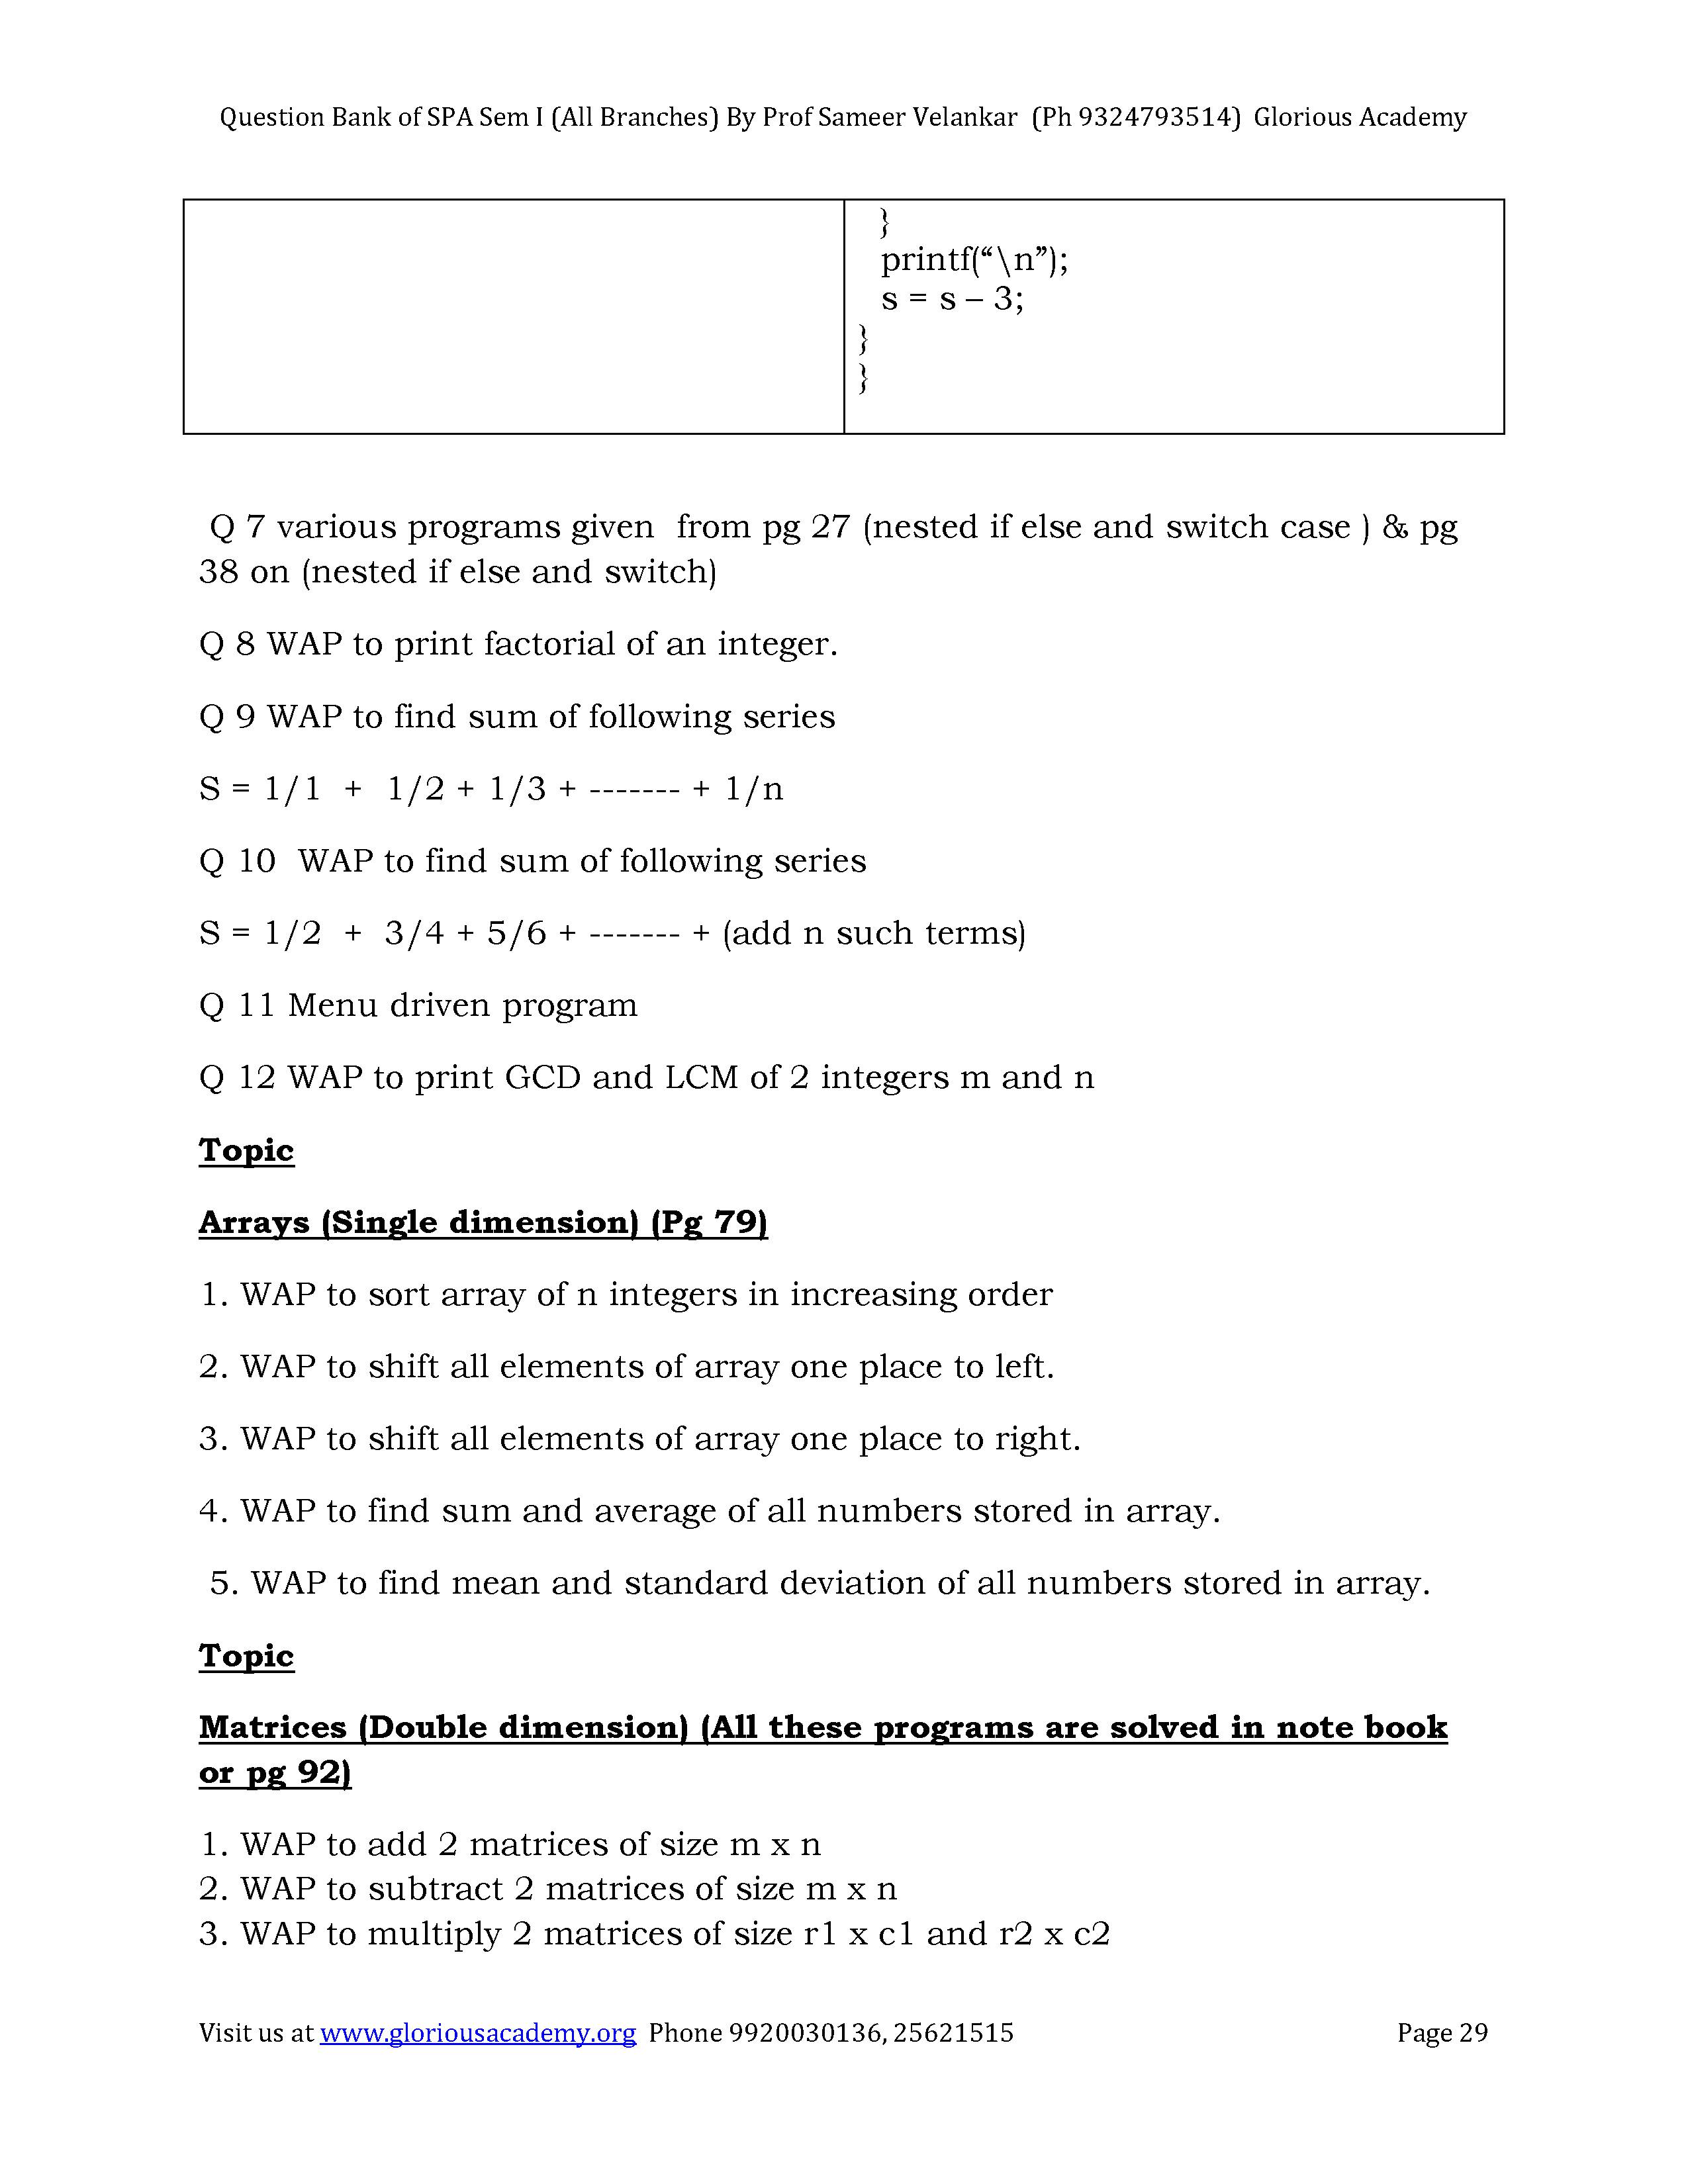 Question Bank of SPA Sem I (All Branches) By Prof Sameer Velankar (Ph 9324793514) Glorious Academy
}
printf(“\n”);
s = s – 3;
}
}
Q 7 various programs given from pg 27 (nested if else and switch case ) & pg
38 on (nested if else and switch)
Q 8 WAP to print factorial of an integer.
Q 9 WAP to find sum of following series
S = 1/1 + 1/2 + 1/3 + ------- + 1/n
Q 10 WAP to find sum of following series
S = 1/2 + 3/4 + 5/6 + ------- + (add n such terms)
Q 11 Menu driven program
Q 12 WAP to print GCD and LCM of 2 integers m and n
Topic
Arrays (Single dimension) (Pg 79)
1. WAP to sort array of n integers in increasing order
2. WAP to shift all elements of array one place to left.
3. WAP to shift all elements of array one place to right.
4. WAP to find sum and average of all numbers stored in array.
5. WAP to find mean and standard deviation of all numbers stored in array.
Topic
Matrices (Double dimension) (All these programs are solved in note book
or pg 92)
1. WAP to add 2 matrices of size m x n
2. WAP to subtract 2 matrices of size m x n
3. WAP to multiply 2 matrices of size r1 x c1 and r2 x c2
Visit us at www.gloriousacademy.org Phone 9920030136, 25621515 Page 29